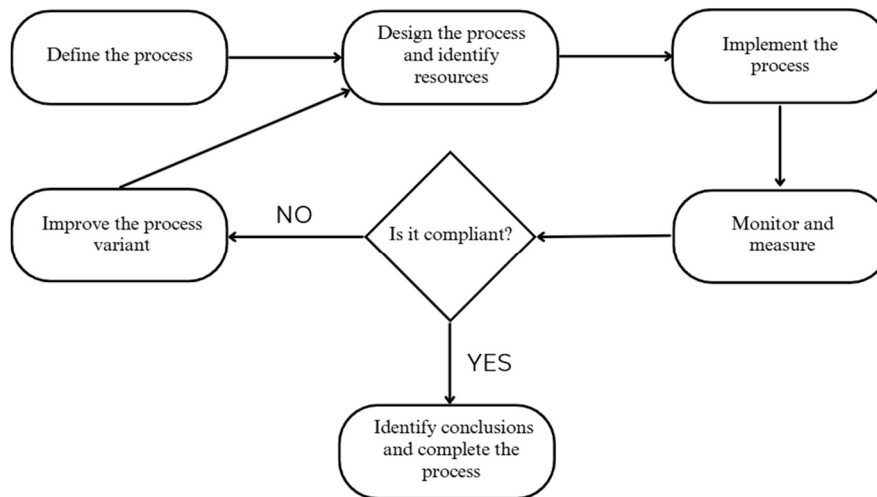 Define the process
Design the process
and identify
resources
Implement the
process
Improve the process
variant
NO
Is it compliant?
Monitor and
measure
YES
Identify conclusions
and complete the
process